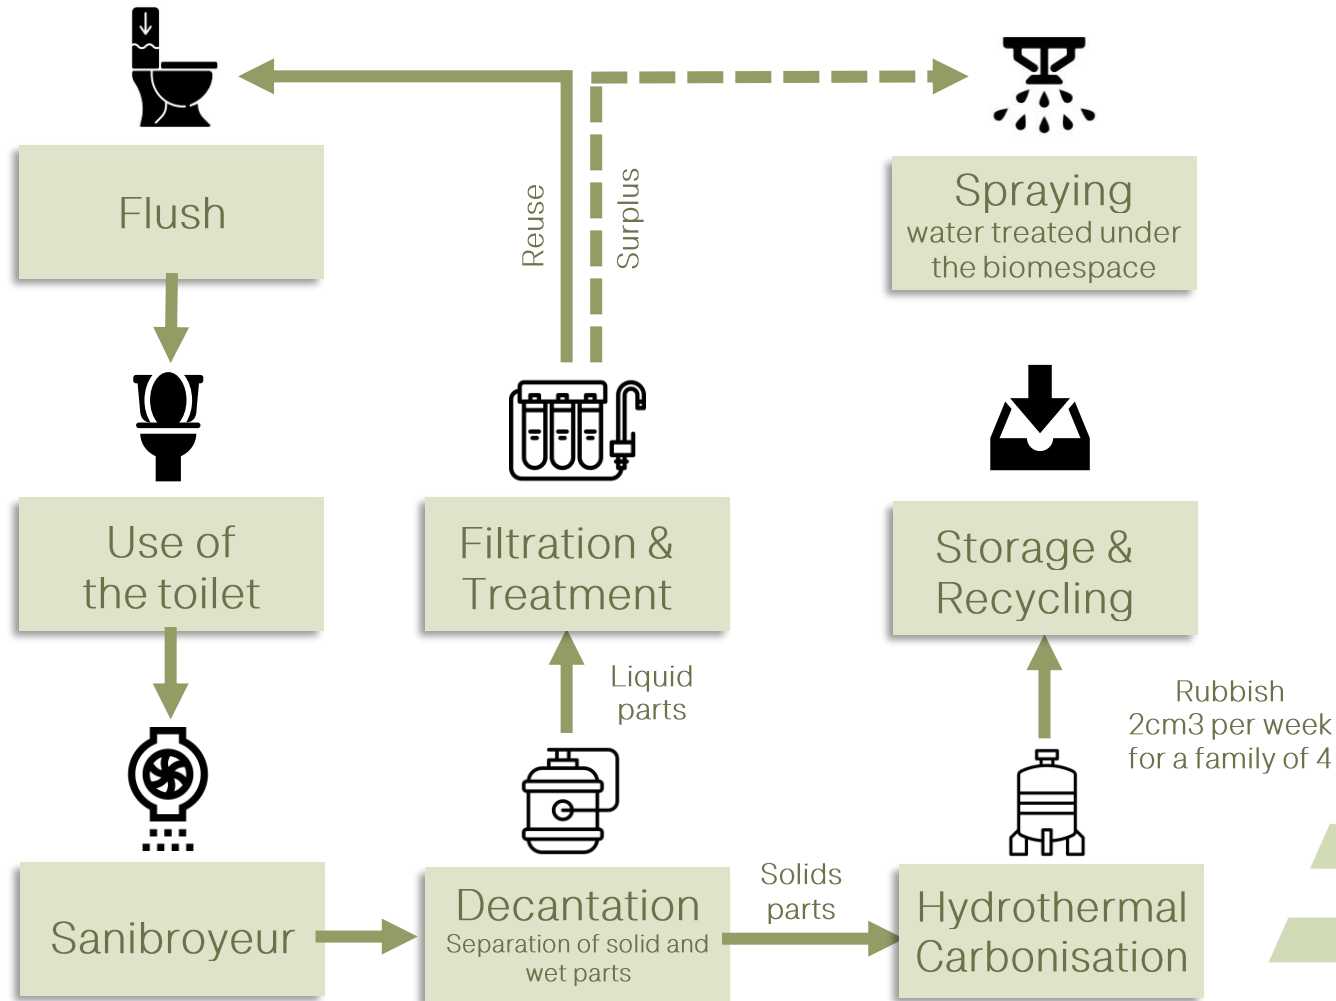 Flush
Reuse
Surplus
Spraying
water treated under
the biomespace
Use of
the toilet
Filtration &
Treatment
Storage &
Recycling
Liquid
parts
Rubbish
2cm3 per week
for a family of 4
Sanibroyeur
Decantation
Separation of solid and
wet parts
Solids
parts
Hydrothermal
Carbonisation